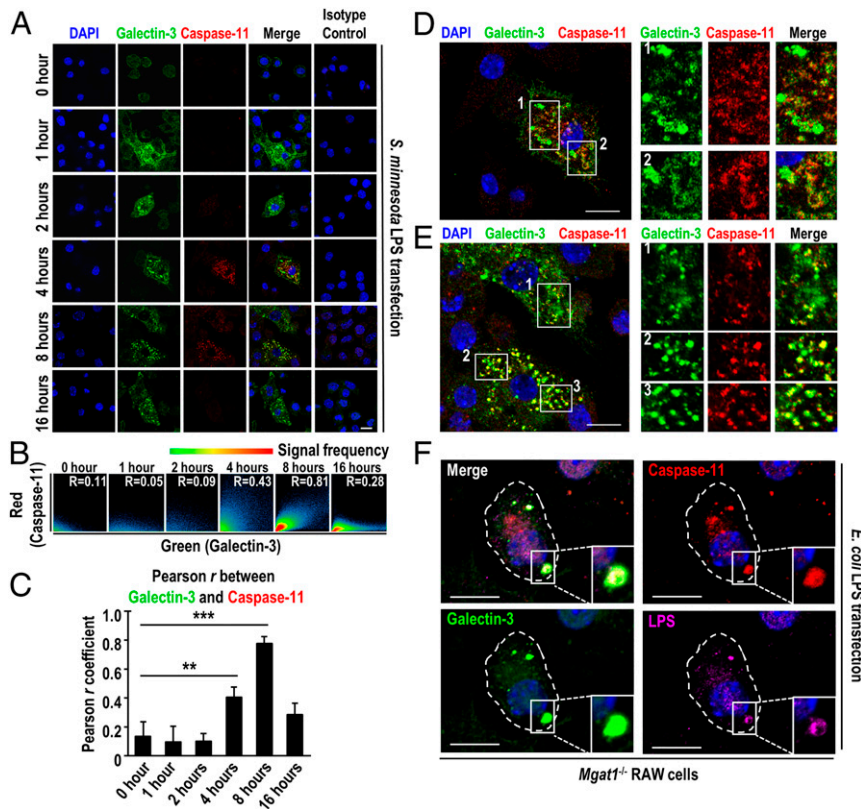 A
DAPI Galectin-3 Caspase-11 Merge Isotype Control
0 hour
1 hour
2 hours
4 hours
8 hours
16 hours
S. minnesota LPS transfection
B
Signal frequency
0 hour 1 hour 2 hours 4 hours 8 hours 16 hours
R=0.11 R=0.05 R=0.09 R=0.43 R=0.81 R=0.28
Red
(Caspase-11)
Green (Galectin-3)
C
Pearson r between
Galectin-3 and Caspase-11
Pearson r coefficient
1.0
0.8
0.6
0.4
0.2
***
**
0 hour 1 hour 2 hours 4 hours 8 hours 16 hours
D
DAPI Galectin-3 Caspase-11 Galectin-3 Caspase-11 Merge
1
2
1
2
E
DAPI Galectin-3 Caspase-11 Galectin-3 Caspase-11 Merge
1
2
3
1
2
3
F
Merge Caspase-11
Galectin-3 LPS
E. coli LPS transfection
Mgat1-/- RAW cells